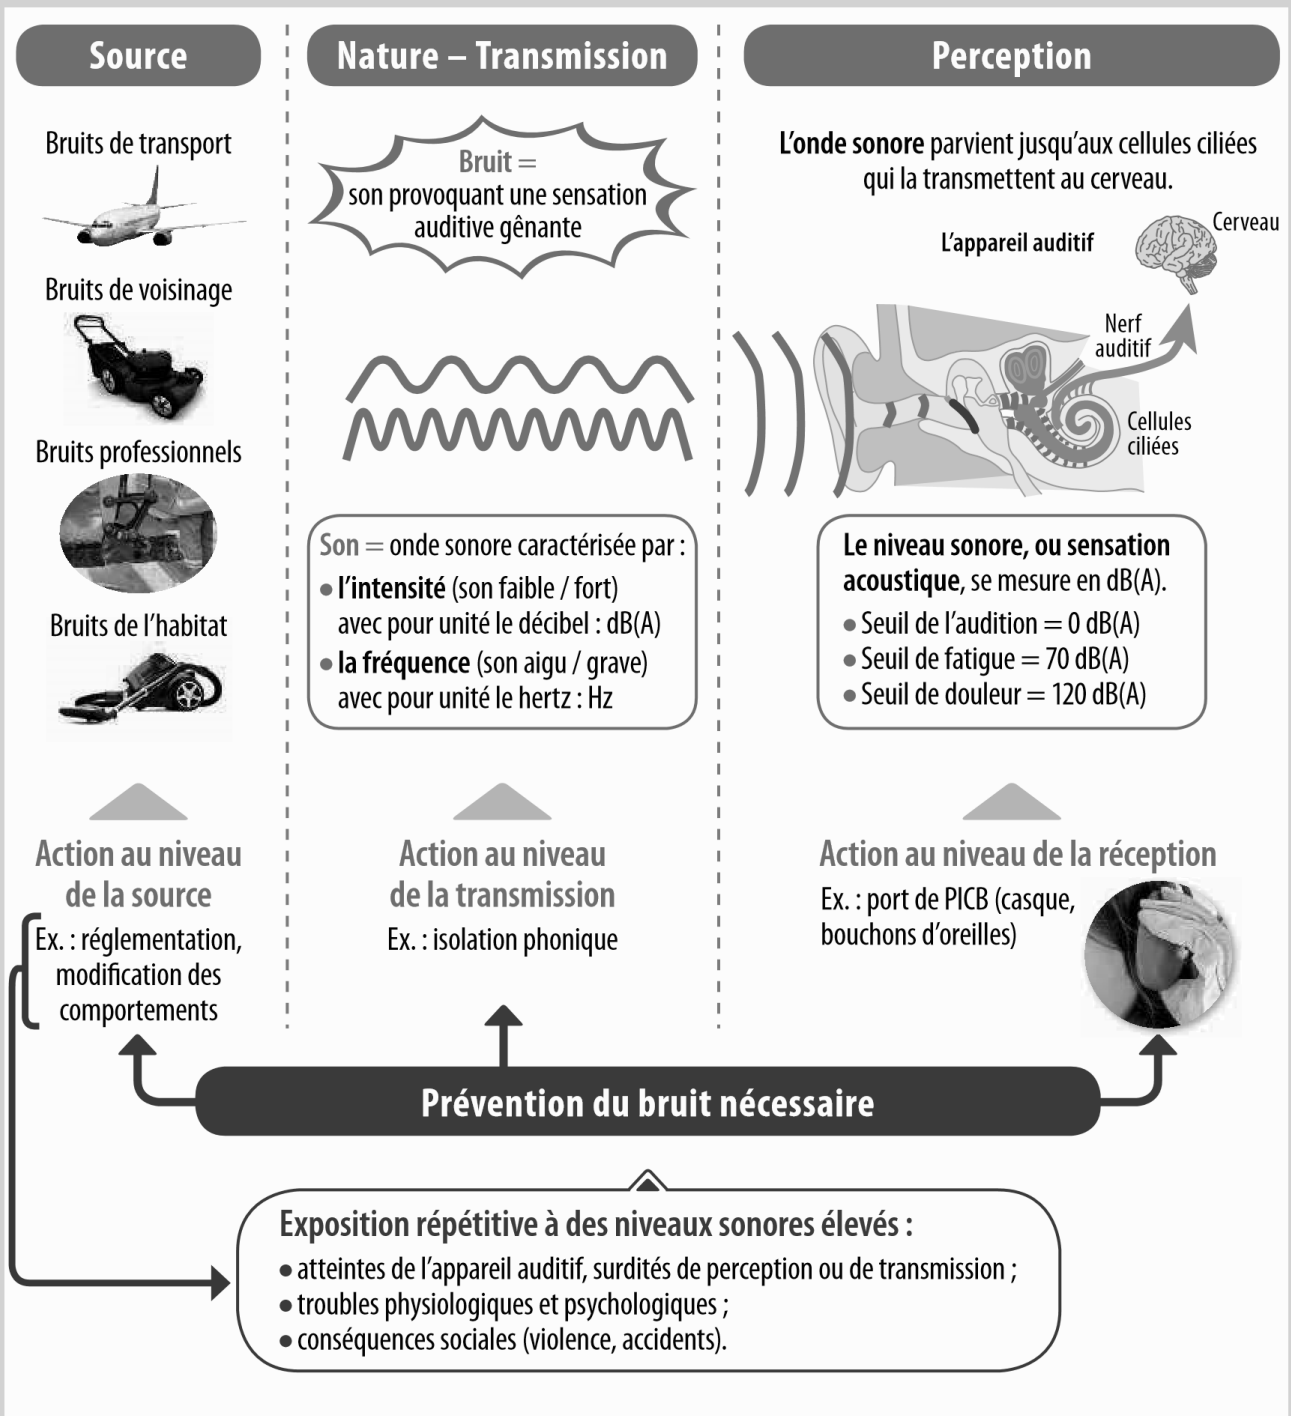 Source
Bruits de transport
Bruits de voisinage
Bruits professionnels
Bruits de l'habitat
Action au niveau
de la source
Ex. : réglementation,
modification des
comportements
Nature – Transmission
Bruit =
son provoquant une sensation
auditive gênante
Son = onde sonore caractérisée par :
• l'intensité (son faible / fort)
avec pour unité le décibel : dB(A)
• la fréquence (son aigu / grave)
avec pour unité le hertz : Hz
Action au niveau
de la transmission
Ex. : isolation phonique
Perception
L'onde sonore parvient jusqu'aux cellules ciliées
qui la transmettent au cerveau.
L'appareil auditif
Cerveau
Nerf
auditif
Cellules
ciliées
Le niveau sonore, ou sensation
acoustique, se mesure en dB(A).
• Seuil de l'audition = 0 dB(A)
• Seuil de fatigue = 70 dB(A)
• Seuil de douleur = 120 dB(A)
Action au niveau de la réception
Ex. : port de PICB (casque,
bouchons d'oreilles)
Prévention du bruit nécessaire
Exposition répétitive à des niveaux sonores élevés :
• atteintes de l'appareil auditif, surdités de perception ou de transmission ;
• troubles physiologiques et psychologiques ;
• conséquences sociales (violence, accidents).